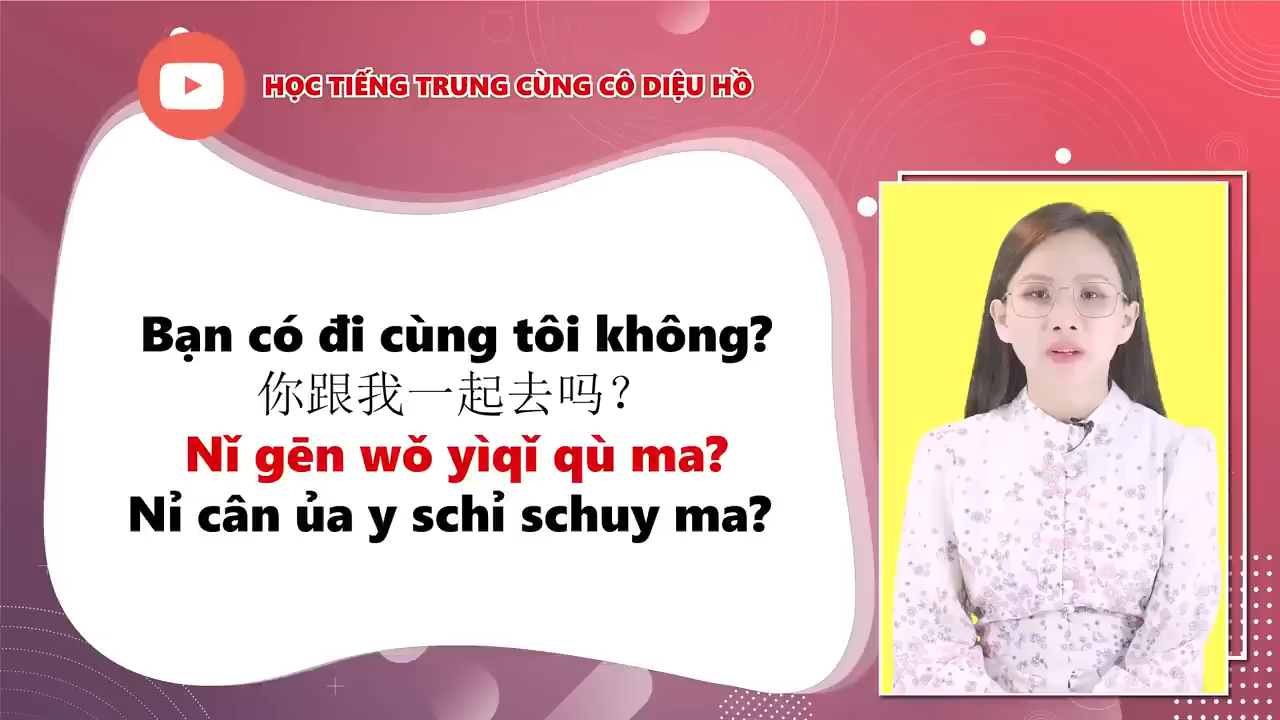 HỌC TIẾNG TRUNG CÙNG CÔ DIỆU HỒ
Bạn có đi cùng tôi không?
你跟我一起去吗？
Nǐ gēn wǒ yìqǐ qù ma?
Nỉ cân ủa y schỉ schuy ma?